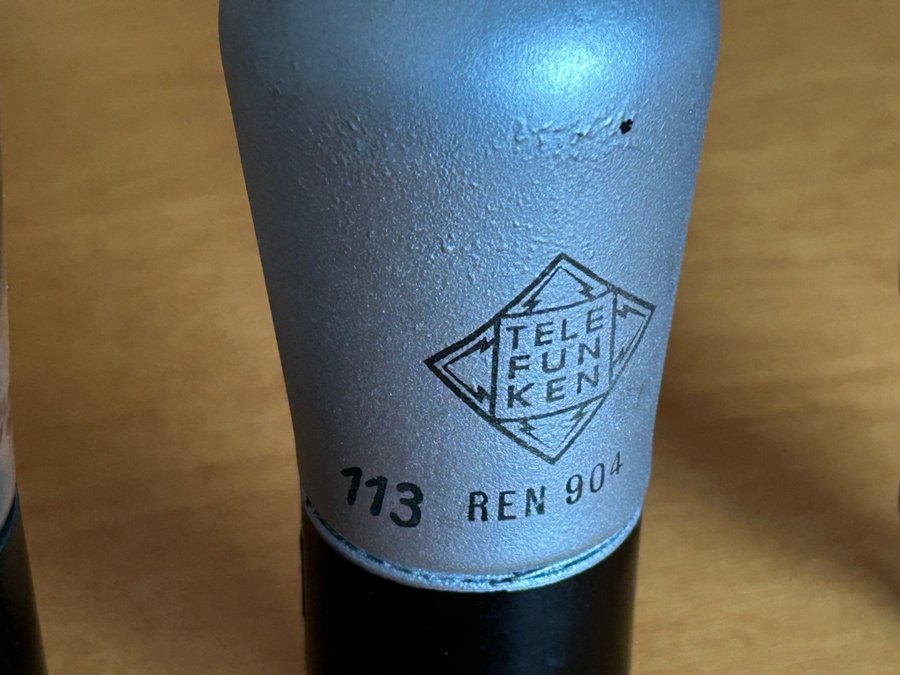 TELE
FUN
KEN
113 REN 904